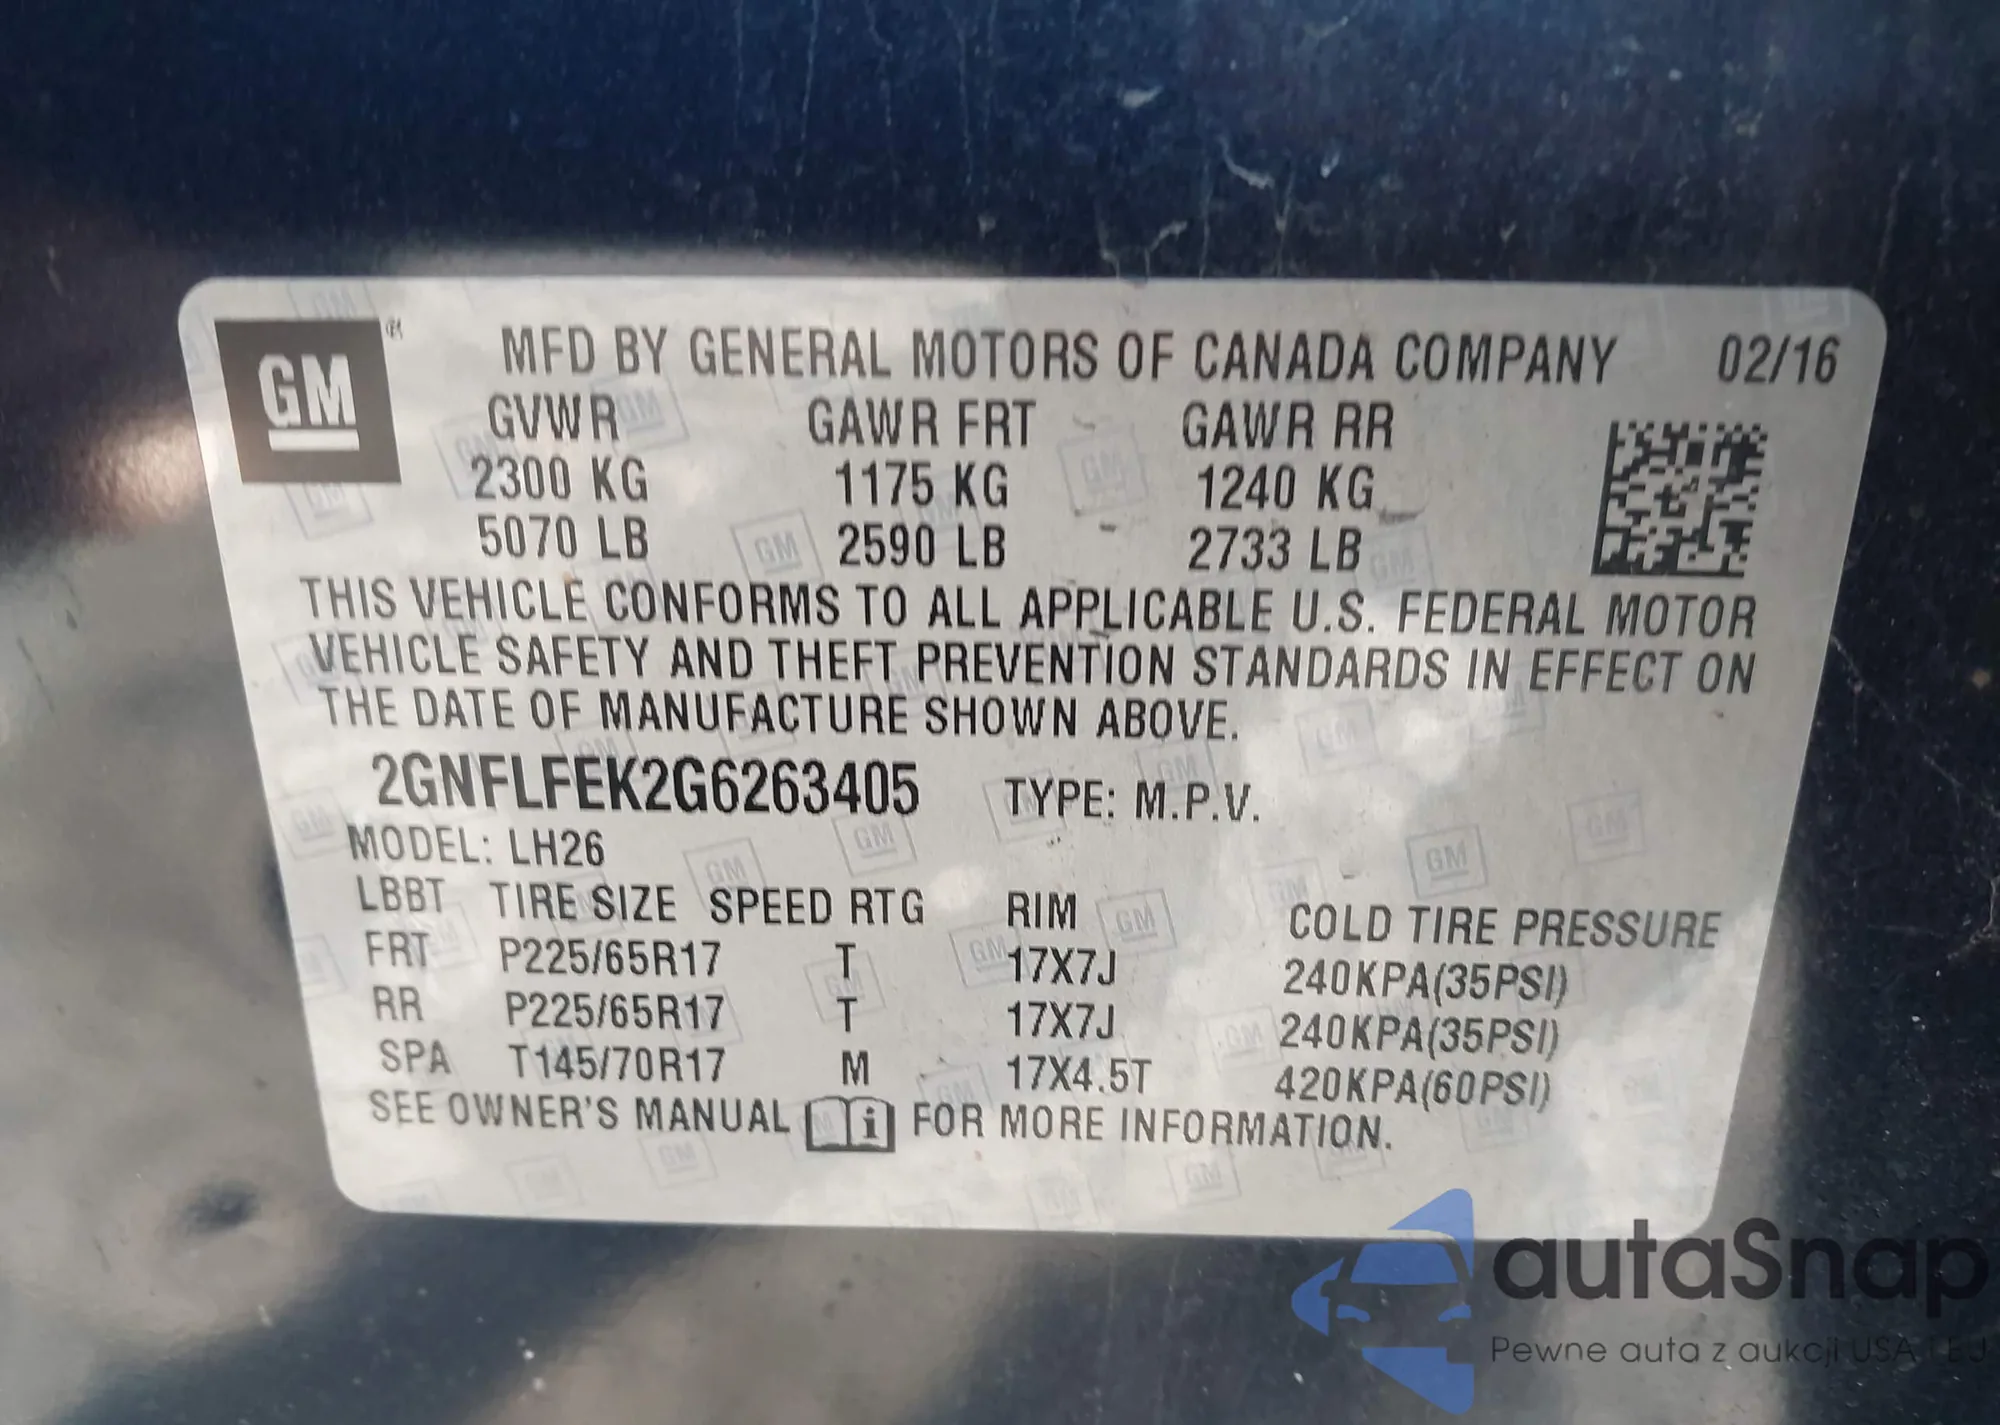 GM ®
MFD BY GENERAL MOTORS OF CANADA COMPANY 02/16
GVWR GAWR FRT GAWR RR
2300 KG 1175 KG 1240 KG
5070 LB 2590 LB 2733 LB
THIS VEHICLE CONFORMS TO ALL APPLICABLE U.S. FEDERAL MOTOR
VEHICLE SAFETY AND THEFT PREVENTION STANDARDS IN EFFECT ON
THE DATE OF MANUFACTURE SHOWN ABOVE.
2GNFLFEK2G6263405 TYPE: M.P.V.
MODEL: LH26
LBBT TIRE SIZE SPEED RTG RIM COLD TIRE PRESSURE
FRT P225/65R17 T 17X7J 240KPA(35PSI)
RR P225/65R17 T 17X7J 240KPA(35PSI)
SPA T145/70R17 M 17X4.5T 420KPA(60PSI)
SEE OWNER'S MANUAL i FOR MORE INFORMATION.
autaSnap
Pewne auta z aukcji USA i EU